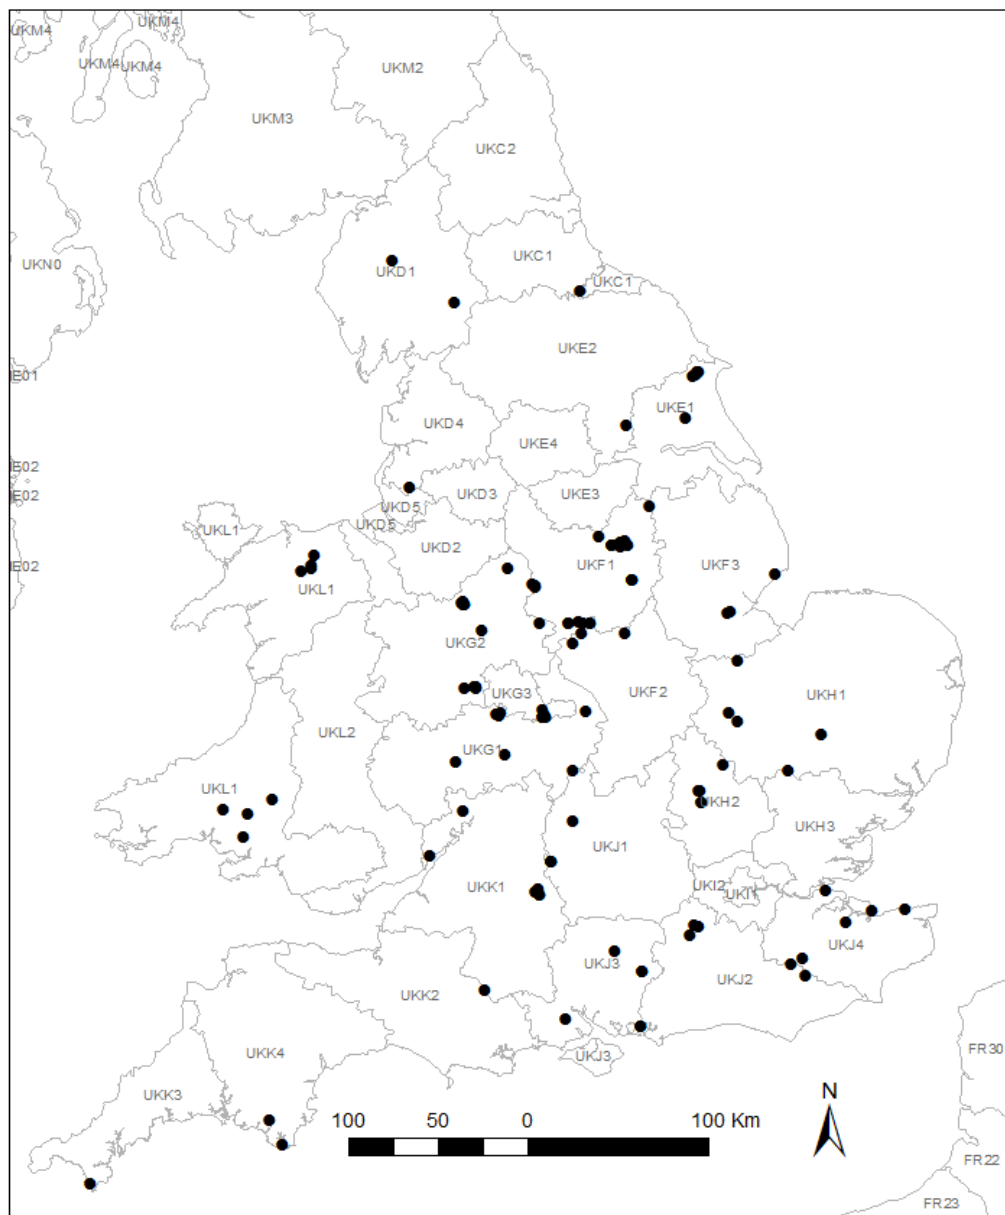 UKM4
UKM4
UKM4
UKM4
UKM2
UKM3
UKC2
UKN0
UKC1
UKD1
UKC1
UKE2
IE01
UKE1
UKD4
UKE4
IE02
UKD3
UKE3
IE02
UKD5
UKD5
UKL1
UKD2
UKF1
UKF3
IE02
UKL1
UKG2
UKG3
UKF2
UKH1
UKL2
UKG1
UKL1
UKH2
UKH3
UKJ1
UKK1
UKI2
UKI1
UKJ4
UKJ3
UKJ2
UKK2
UKK4
UKJ3
FR30
UKK3
N
100 50 0 100 Km
FR22
FR23